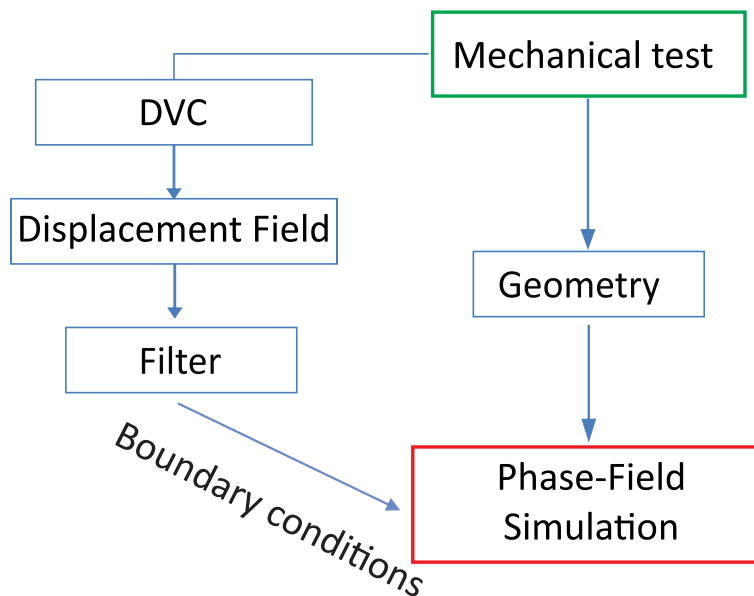 Mechanical test
DVC
Displacement Field
Geometry
Filter
Boundary conditions
Phase-Field
Simulation